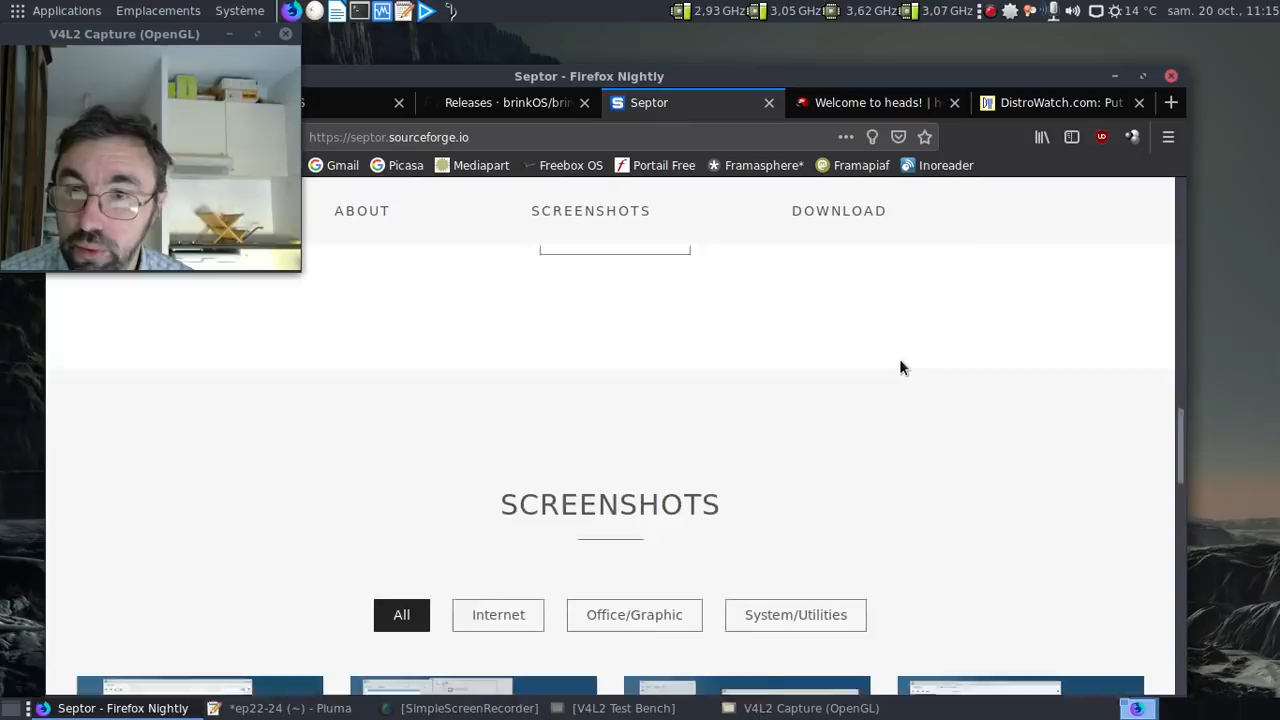 Applications Emplacements Système 2,93 GHz 3,05 GHz 3,62 GHz 3,07 GHz 14 °C sam. 20 oct., 11:15
V4L2 Capture (OpenGL)
Septor - Firefox Nightly
Releases · brinkOS/brin Septor Welcome to heads! | h DistroWatch.com: Put
https://septor.sourceforge.io
Gmail Picasa Mediapart Freebox OS Portail Free Framasphere* Framapiaf Inoreader
ABOUT SCREENSHOTS DOWNLOAD
SCREENSHOTS
All Internet Office/Graphic System/Utilities
Septor - Firefox Nightly *ep22-24 (~) - Pluma [SimpleScreenRecorder] [V4L2 Test Bench] V4L2 Capture (OpenGL)